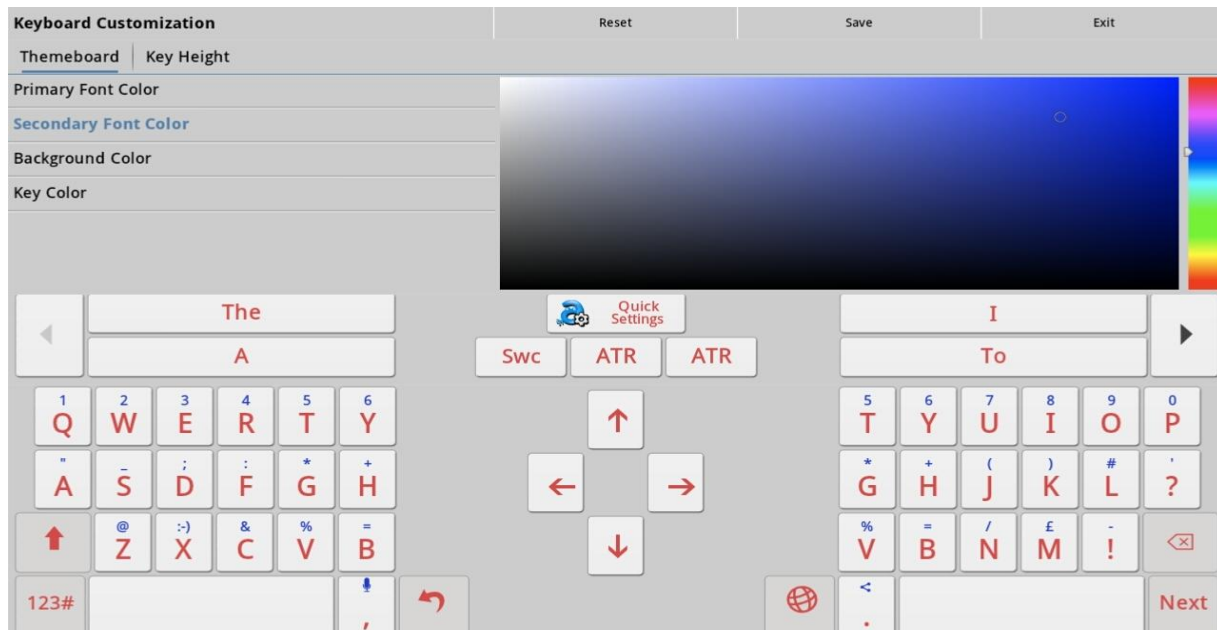 Keyboard Customization Reset Save Exit
Themeboard Key Height
Primary Font Color
Secondary Font Color
Background Color
Key Color
The Quick Settings I
A Swc ATR ATR To
1 2 3 4 5 6 5 6 7 8 9 0
Q W E R T Y T Y U I O P
" _ ; : * + * + ( ) # '
A S D F G H G H J K L ?
@ :-) & % = % = / £ -
Z X C V B V B N M !
123# , . Next